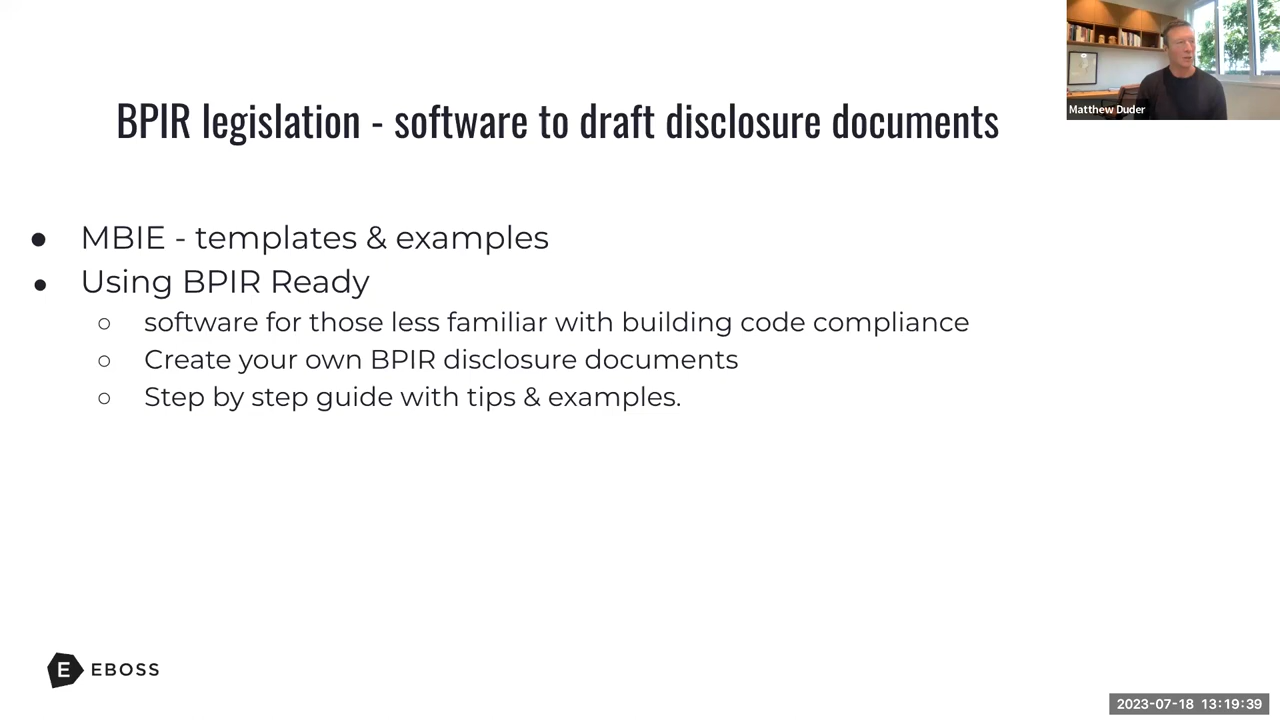 Matthew Duder
BPIR legislation - software to draft disclosure documents
● MBIE - templates & examples
● Using BPIR Ready
○ software for those less familiar with building code compliance
○ Create your own BPIR disclosure documents
○ Step by step guide with tips & examples.
E EBOSS
2023-07-18 13:19:39